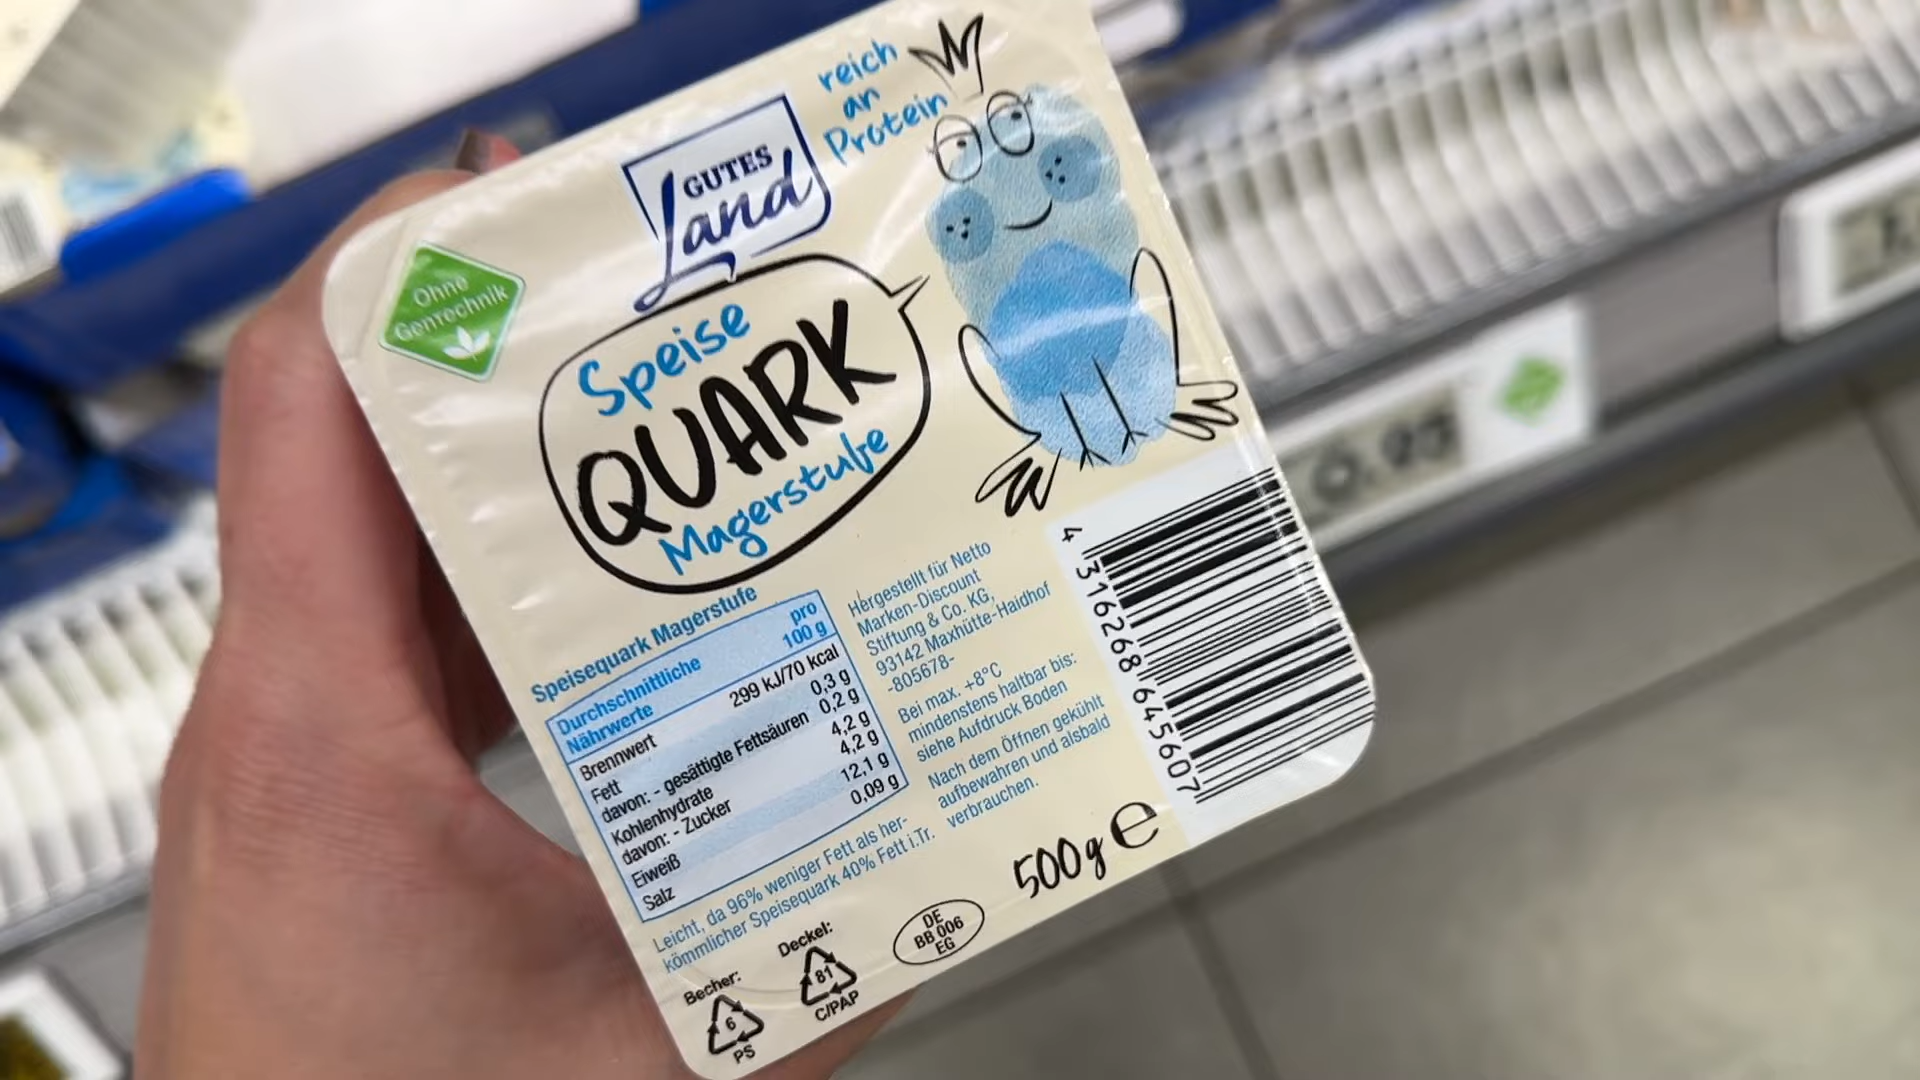 reich
an
Protein
GUTES
Land
Ohne
Gentechnik
Speise
QUARK
Magerstufe
Speisequark Magerstufe
Durchschnittliche pro
Nährwerte 100 g
Brennwert 299 kJ/70 kcal
Fett 0,3 g
davon: - gesättigte Fettsäuren 0,2 g
Kohlenhydrate 4,2 g
davon: - Zucker 4,2 g
Eiweiß 12,1 g
Salz 0,09 g
Leicht, da 96% weniger Fett als her-
kömmlicher Speisequark 40% Fett i.Tr.
Hergestellt für Netto
Marken-Discount
Stiftung & Co. KG,
93142 Maxhütte-Haidhof
-805678-
Bei max. +8°C
mindestens haltbar bis:
siehe Aufdruck Boden
Nach dem Öffnen gekühlt
aufbewahren und alsbald
verbrauchen.
4 316268 645607
500g e
DE
BB 006
EG
Becher:
6
PS
Deckel:
81
C/PAP